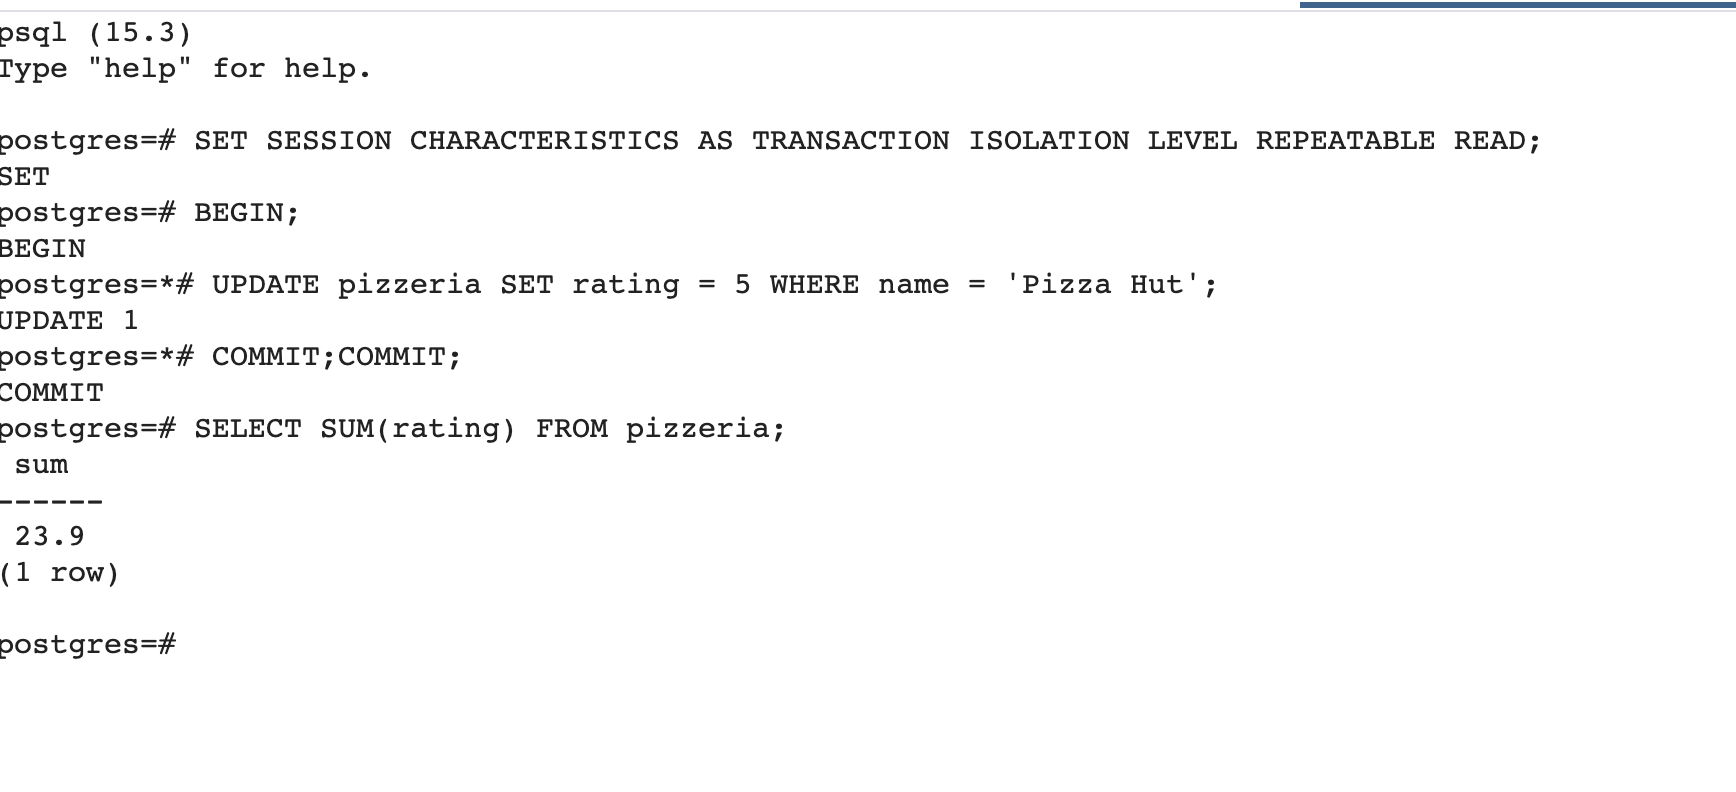 psql (15.3)
Type "help" for help.
postgres=# SET SESSION CHARACTERISTICS AS TRANSACTION ISOLATION LEVEL REPEATABLE READ;
SET
postgres=# BEGIN;
BEGIN
postgres=*# UPDATE pizzeria SET rating = 5 WHERE name = 'Pizza Hut';
UPDATE 1
postgres=*# COMMIT;COMMIT;
COMMIT
postgres=# SELECT SUM(rating) FROM pizzeria;
sum
------
23.9
(1 row)
postgres=#